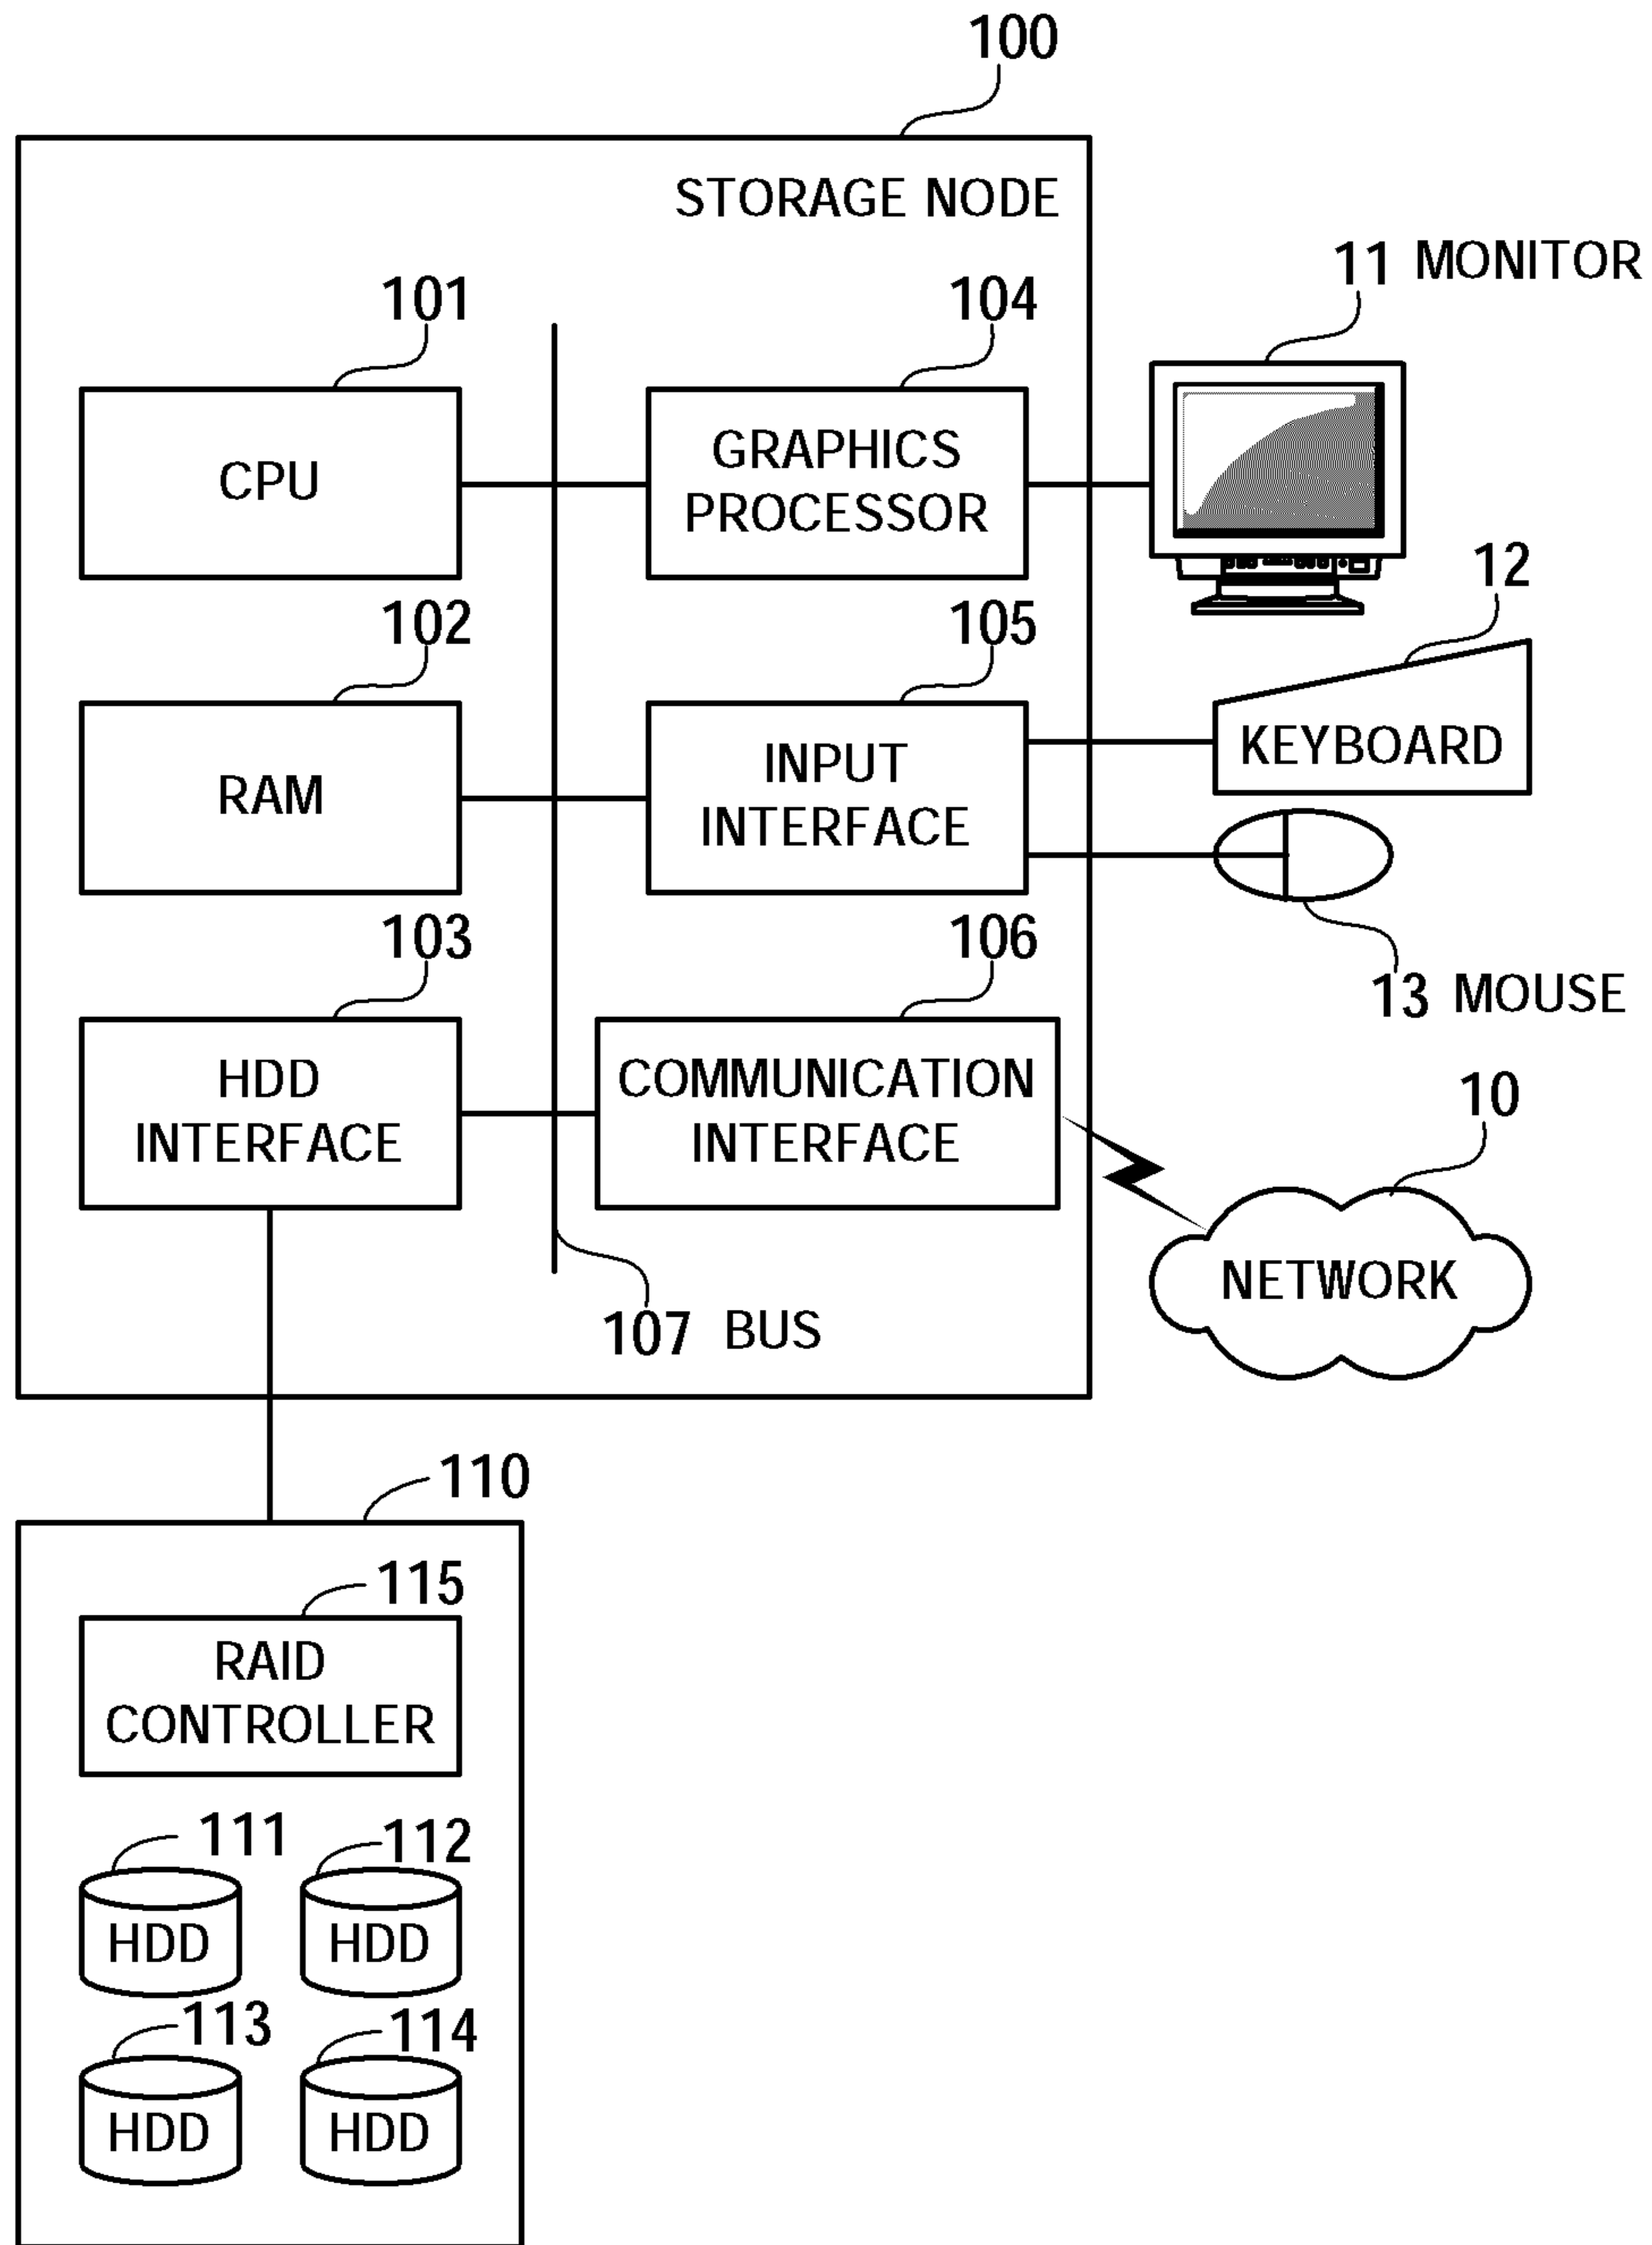 100
STORAGE NODE
11 MONITOR
101
104
CPU
GRAPHICS
PROCESSOR
12
102
105
KEYBOARD
RAM
INPUT
INTERFACE
103
106
13 MOUSE
HDD
INTERFACE
COMMUNICATION
INTERFACE
10
NETWORK
107 BUS
110
115
RAID
CONTROLLER
111
112
HDD
HDD
113
114
HDD
HDD